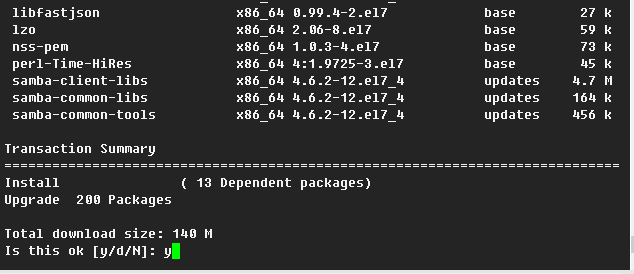 libfastjson x86_64 0.99.4-2.el7 base 27 k
lzo x86_64 2.06-8.el7 base 59 k
nss-pem x86_64 1.0.3-4.el7 base 73 k
perl-Time-HiRes x86_64 4:1.9725-3.el7 base 45 k
samba-client-libs x86_64 4.6.2-12.el7_4 updates 4.7 M
samba-common-libs x86_64 4.6.2-12.el7_4 updates 164 k
samba-common-tools x86_64 4.6.2-12.el7_4 updates 456 k
Transaction Summary
================================================================================
Install ( 13 Dependent packages)
Upgrade 200 Packages
Total download size: 140 M
Is this ok [y/d/N]: y